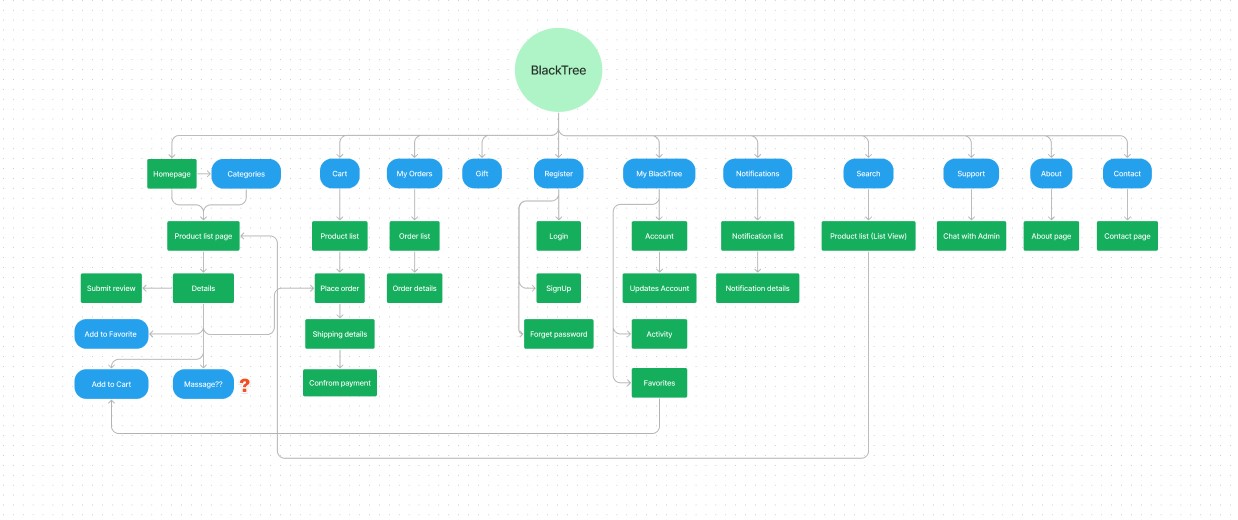 BlackTree
Homepage
Categories
Cart
My Orders
Gift
Register
My BlackTree
Notifications
Search
Support
About
Contact
Product list page
Product list
Order list
Login
Account
Notification list
Product list (List View)
Chat with Admin
About page
Contact page
Submit review
Details
Place order
Order details
SignUp
Updates Account
Notification details
Add to Favorite
Shipping details
Forget password
Activity
Add to Cart
Massage??
?
Confrom payment
Favorites